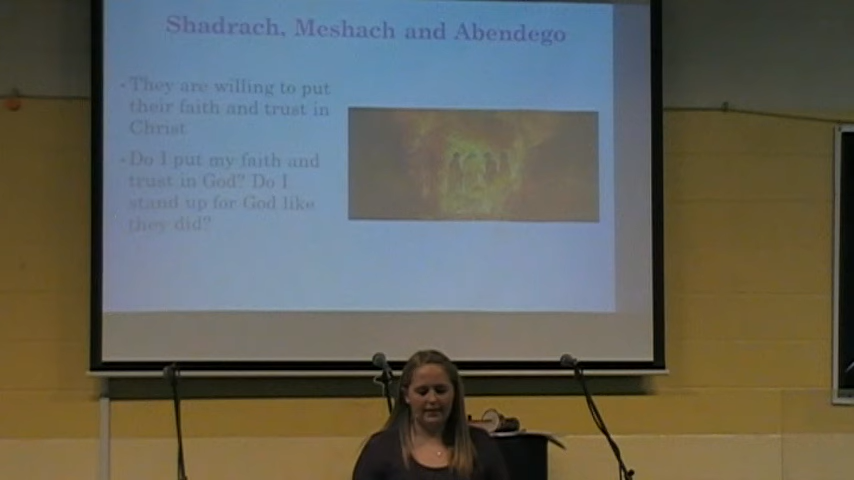 Shadrach, Meshach and Abendego
• They are willing to put
their faith and trust in
Christ
• Do I put my faith and
trust in God? Do I
stand up for God like
they did?